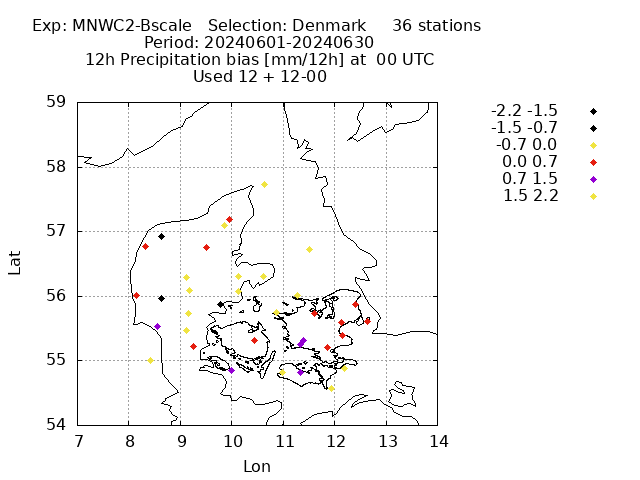 Exp: MNWC2-Bscale   Selection: Denmark     36 stations
Period: 20240601-20240630
12h Precipitation bias [mm/12h] at  00 UTC
Used 12 + 12-00
-2.2 -1.5
-1.5 -0.7
-0.7 0.0
0.0 0.7
0.7 1.5
1.5 2.2
59
58
57
56
55
54
Lat
7 8 9 10 11 12 13 14
Lon